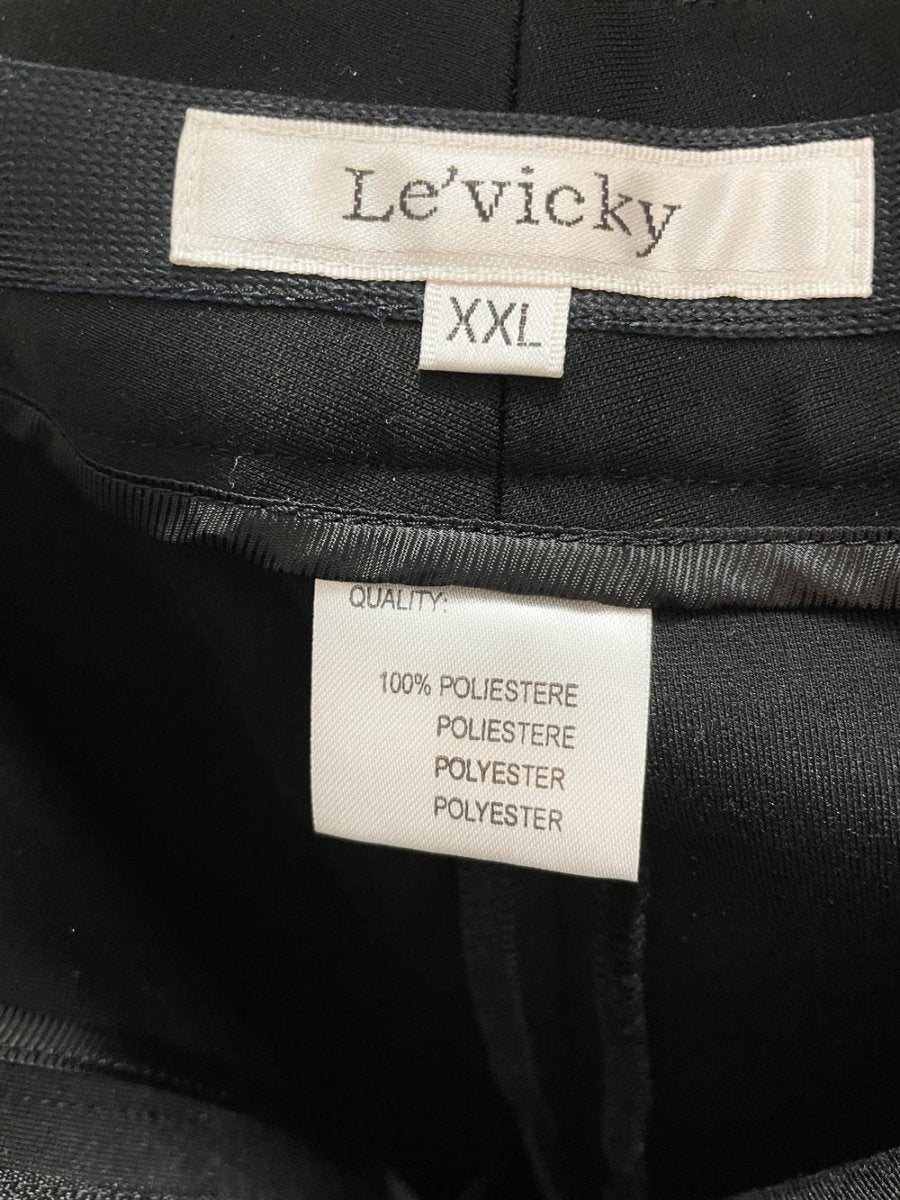 Le'vicky
XXL
QUALITY:
100% POLIESTERE
POLIESTERE
POLYESTER
POLYESTER